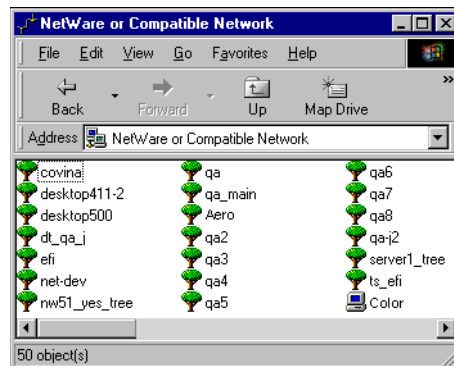 NetWare or Compatible Network
File Edit View Go Favorites Help
Back Forward Up Map Drive
Address NetWare or Compatible Network
covina qa qa6
desktop411-2 qa_main qa7
desktop500 Aero qa8
dt_qa_j qa2 qa-j2
efi qa3 server1_tree
net-dev qa4 ts_efi
nw51_yes_tree qa5 Color
50 object(s)